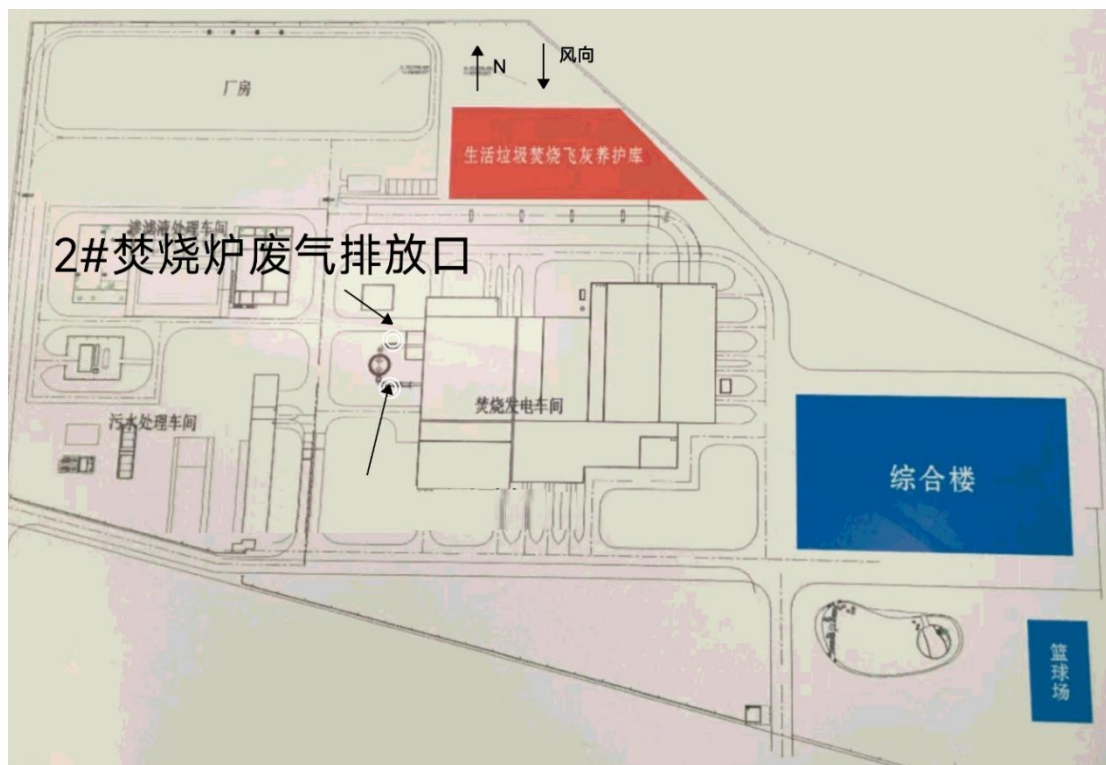 N
风向
厂房
生活垃圾焚烧飞灰养护库
渗滤液处理车间
2#焚烧炉废气排放口
焚烧发电车间
污水处理车间
综合楼
篮球场